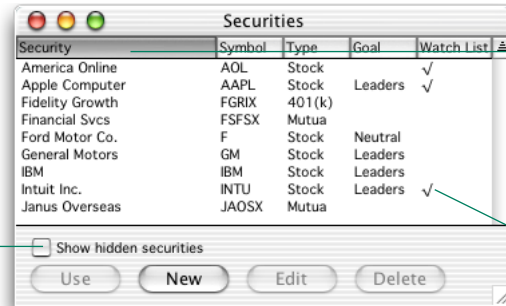 Securities
Security Symbol Type Goal Watch List
America Online AOL Stock √
Apple Computer AAPL Stock Leaders √
Fidelity Growth FGRIX 401(k)
Financial Svcs FSFSX Mutua
Ford Motor Co. F Stock Neutral
General Motors GM Stock Leaders
IBM IBM Stock Leaders
Intuit Inc. INTU Stock Leaders √
Janus Overseas JAOSX Mutua
Show hidden securities
Use New Edit Delete